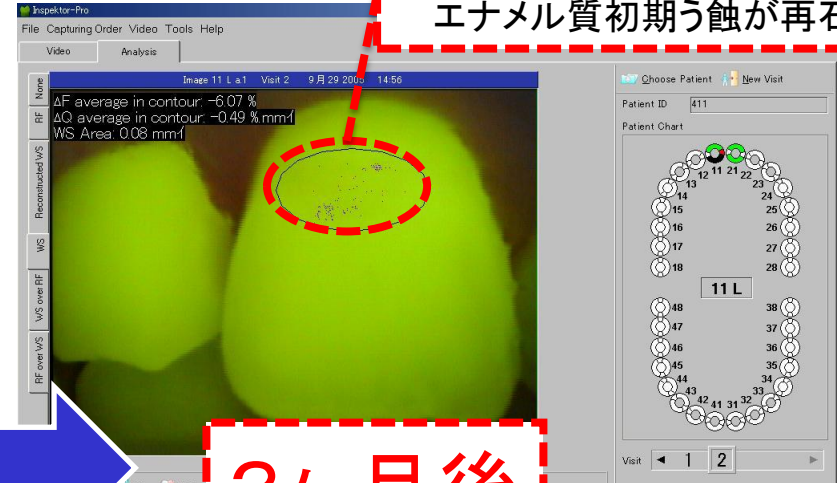 Inspektor-Pro
エナメル質初期う蝕が再石
File Capturing Order Video Tools Help
Video Analysis
Image 11 L a.1 Visit 2 9月 29 2005 14:56
ΔF average in contour: -6.07 %
ΔQ average in contour: -0.49 %.mm²
WS Area: 0.08 mm²
None
RF
Reconstructed WS
WS
WS over RF
RF over WS
Choose Patient New Visit
Patient ID 411
Patient Chart
12 11 21 22
13 23
14 24
15 25
16 26
17 27
18 28
11 L
48 38
47 37
46 36
45 35
44 34
43 33
42 41 31 32
Visit 1 2